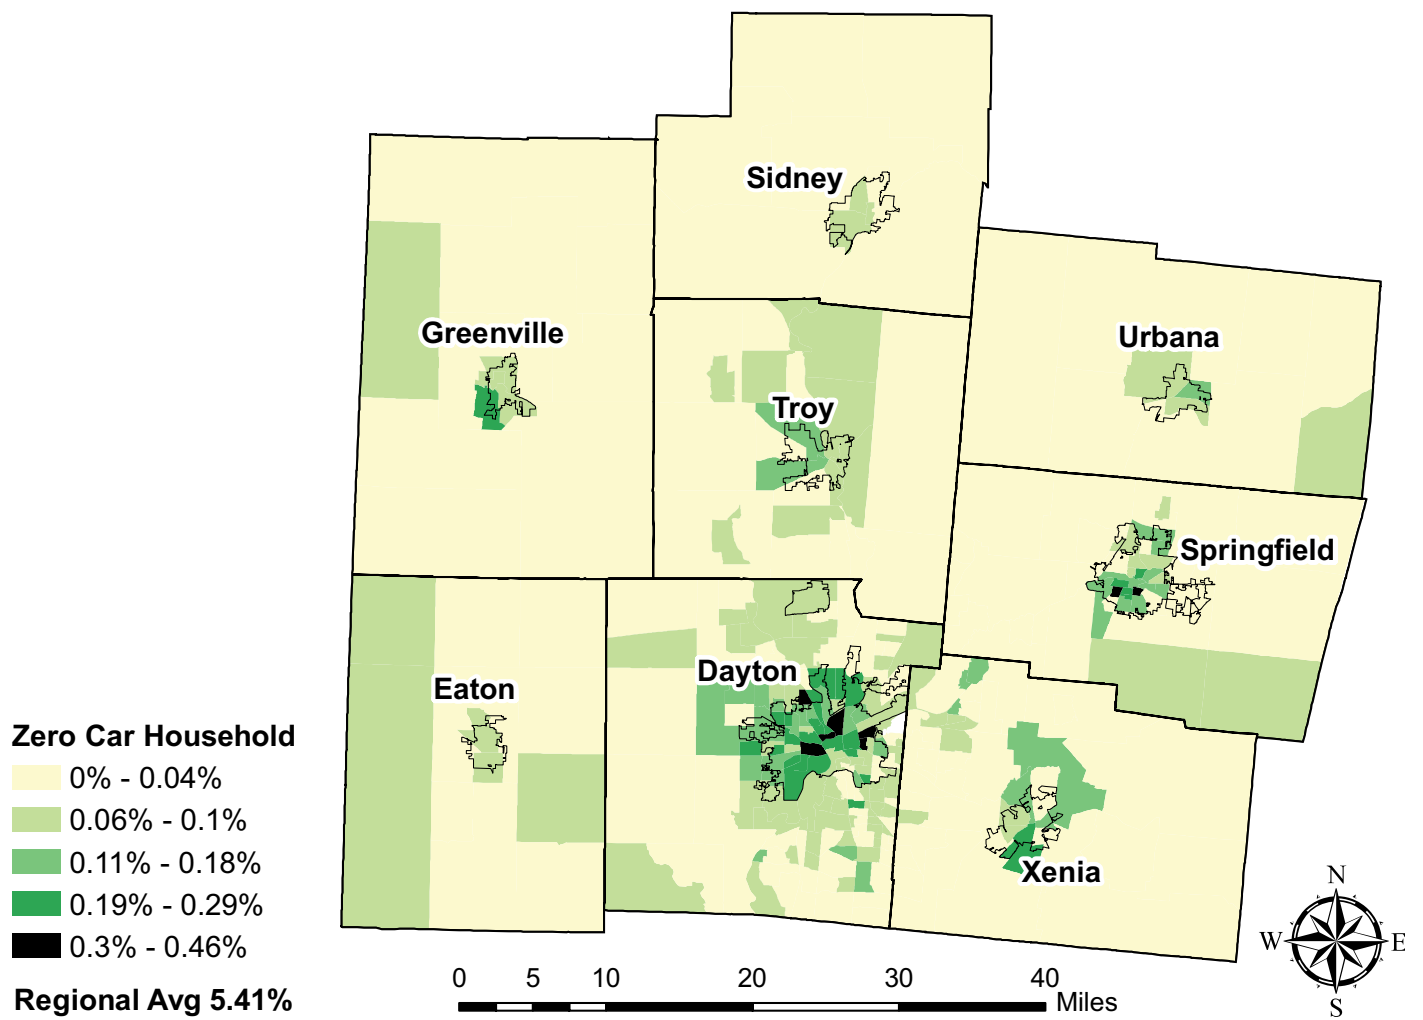 Sidney
Greenville
Urbana
Troy
Springfield
Dayton
Eaton
Xenia
Zero Car Household
0% - 0.04%
0.06% - 0.1%
0.11% - 0.18%
0.19% - 0.29%
0.3% - 0.46%
Regional Avg 5.41%
0 5 10 20 30 40
Miles
N
W E
S